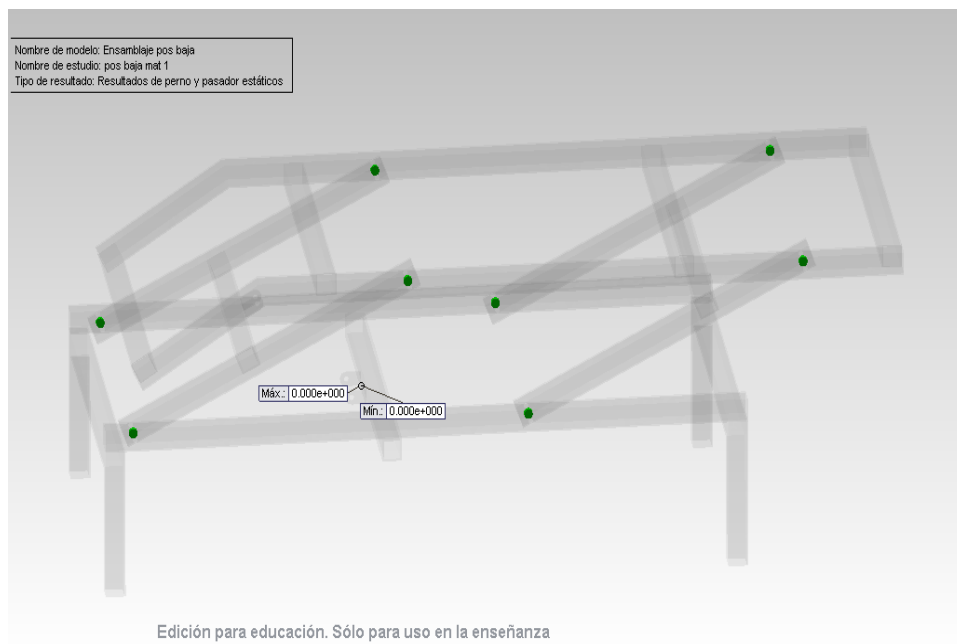 Nombre de modelo: Ensamblaje pos baja
Nombre de estudio: pos baja mat 1
Tipo de resultado: Resultados de perno y pasador estáticos
Máx.: 0.000e+000
Mín.: 0.000e+000
Edición para educación. Sólo para uso en la enseñanza